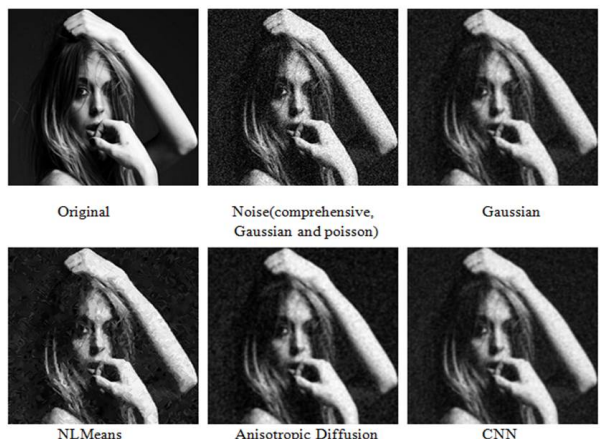 Original
Noise(comprehensive,
Gaussian and poisson)
Gaussian
NLMeans
Anisotropic Diffusion
CNN